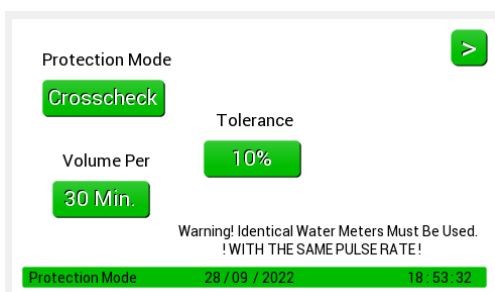 >
Protection Mode
Crosscheck
Tolerance
10%
Volume Per
30 Min.
Warning! Identical Water Meters Must Be Used.
! WITH THE SAME PULSE RATE !
Protection Mode 28 / 09 / 2022 18 : 53 : 32